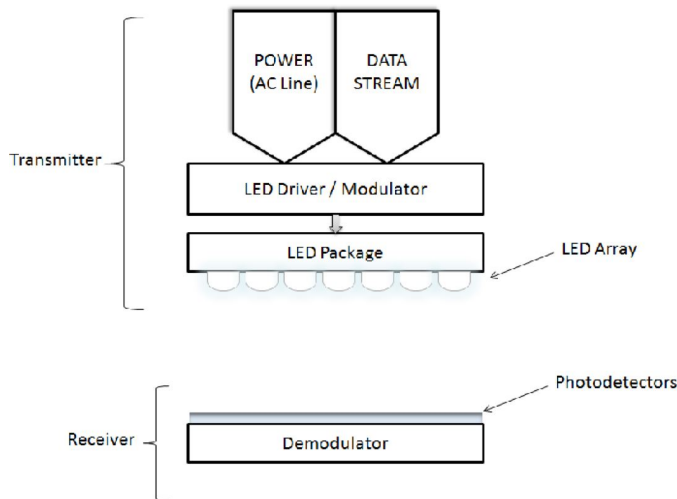 POWER
(AC Line)
DATA
STREAM
Transmitter
LED Driver / Modulator
LED Package
LED Array
Photodetectors
Receiver
Demodulator